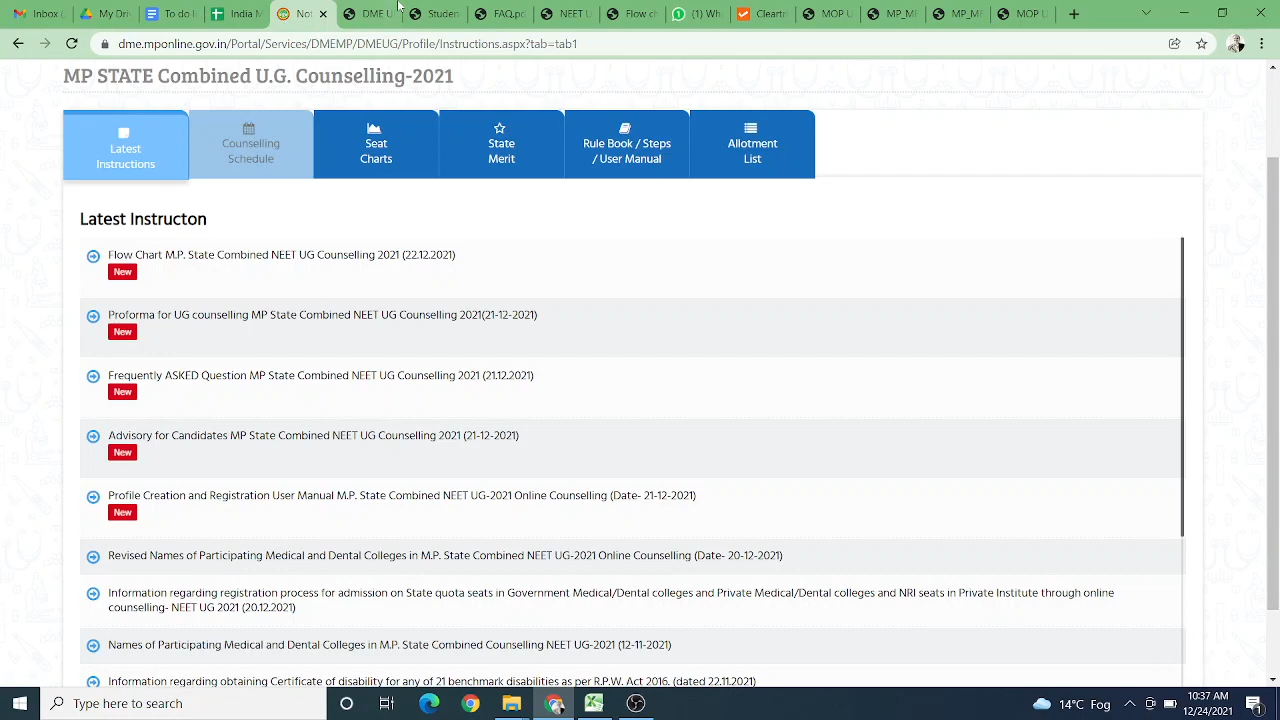 Inbox
Upda
Docu
M
Not
DME U
Studen
FAQ.pc
NEET U
Flow cl
(1) Wh
Cleartri
MOP U
MP_ME
MP_ME
MOP U
dme.mponline.gov.in/Portal/Services/DMEMP/DMEUG/Profile/Instructions.aspx?tab=tab1
MP STATE Combined U.G. Counselling-2021
Latest
Instructions
Counselling
Schedule
Seat
Charts
State
Merit
Rule Book / Steps
/ User Manual
Allotment
List
Latest Instructon
Flow Chart M.P. State Combined NEET UG Counselling 2021 (22.12.2021)
New
Proforma for UG counselling MP State Combined NEET UG Counselling 2021(21-12-2021)
New
Frequently ASKED Question MP State Combined NEET UG Counselling 2021 (21.12.2021)
New
Advisory for Candidates MP State Combined NEET UG Counselling 2021 (21-12-2021)
New
Profile Creation and Registration User Manual M.P. State Combined NEET UG-2021 Online Counselling (Date- 21-12-2021)
New
Revised Names of Participating Medical and Dental Colleges in M.P. State Combined NEET UG-2021 Online Counselling (Date- 20-12-2021)
Information regarding registration process for admission on State quota seats in Government Medical/Dental colleges and Private Medical/Dental colleges and NRI seats in Private Institute through online
counselling- NEET UG 2021 (20.12.2021)
Names of Participating Medical and Dental Colleges in M.P. State Combined Counselling NEET UG-2021 (12-11-2021)
Information regarding obtaining Certificate of disability for any of 21 benchmark disabilities as per R.P.W. Act 2016. (dated 22.11.2021)
Type here to search
14°C Fog
10:37 AM
12/24/2021